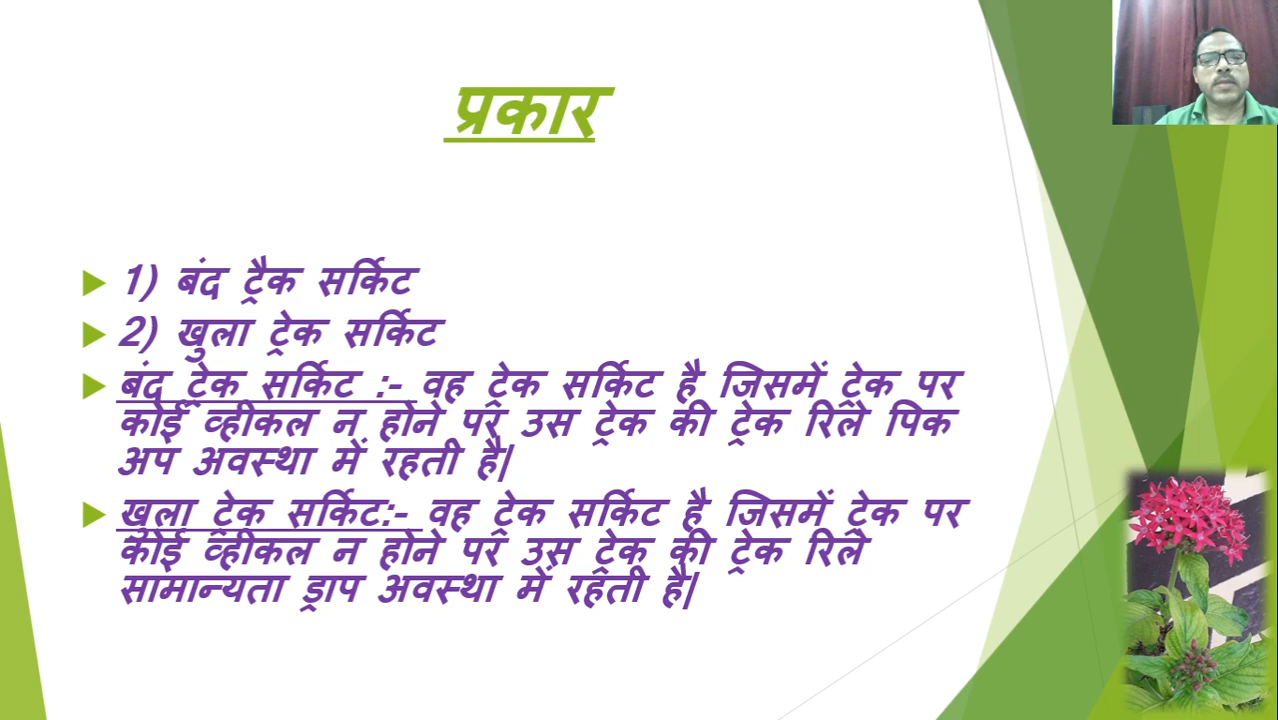 प्रकार
1) बंद ट्रैक सर्किट
2) खुला ट्रेक सर्किट
बंद ट्रेक सर्किट :- वह ट्रेक सर्किट है जिसमें ट्रेक पर
कोई व्हीकल न होने पर उस ट्रेक की ट्रेक रिले पिक
अप अवस्था में रहती है|
खुला ट्रेक सर्किट:- वह ट्रेक सर्किट है जिसमें ट्रेक पर
कोई व्हीकल न होने पर उस ट्रेक की ट्रेक रिले
सामान्यता ड्राप अवस्था में रहती है|